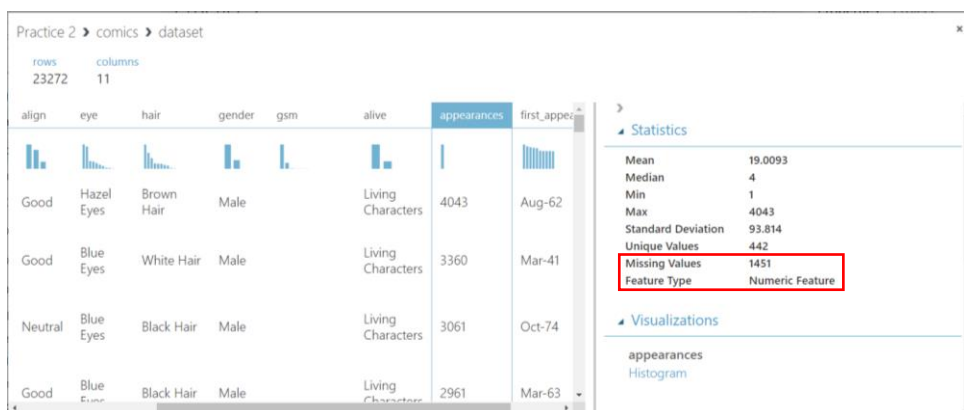 Practice 2 › comics › dataset
rows columns
23272 11
align eye hair gender gsm alive appearances first_appea
Good Hazel Eyes Brown Hair Male Living Characters 4043 Aug-62
Good Blue Eyes White Hair Male Living Characters 3360 Mar-41
Neutral Blue Eyes Black Hair Male Living Characters 3061 Oct-74
Good Blue Eyes Black Hair Male Living Characters 2961 Mar-63
Statistics
Mean 19.0093
Median 4
Min 1
Max 4043
Standard Deviation 93.814
Unique Values 442
Missing Values 1451
Feature Type Numeric Feature
Visualizations
appearances
Histogram